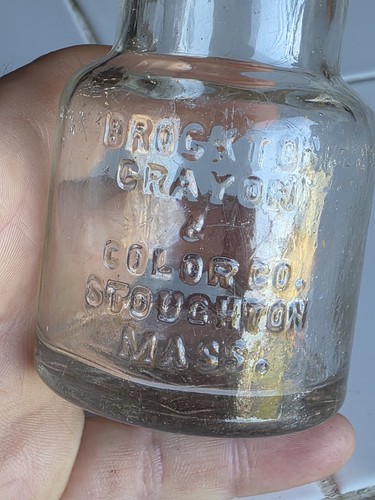 BROCKTON
CRAYON
&
COLOR CO.
STOUGHTON
MASS.